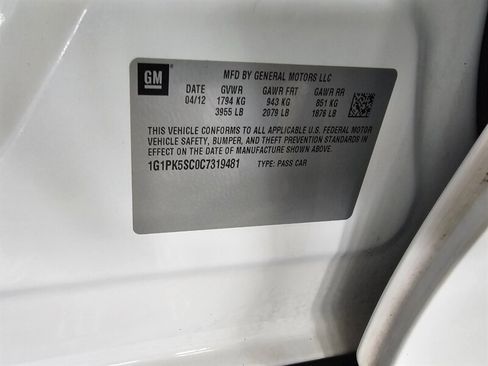 GM
MFD BY GENERAL MOTORS LLC
DATE GVWR GAWR FRT GAWR RR
04/12 1794 KG 943 KG 851 KG
3955 LB 2079 LB 1876 LB
THIS VEHICLE CONFORMS TO ALL APPLICABLE U.S. FEDERAL MOTOR
VEHICLE SAFETY, BUMPER, AND THEFT PREVENTION STANDARDS
IN EFFECT ON THE DATE OF MANUFACTURE SHOWN ABOVE.
1G1PK5SC0C7319481 TYPE: PASS CAR